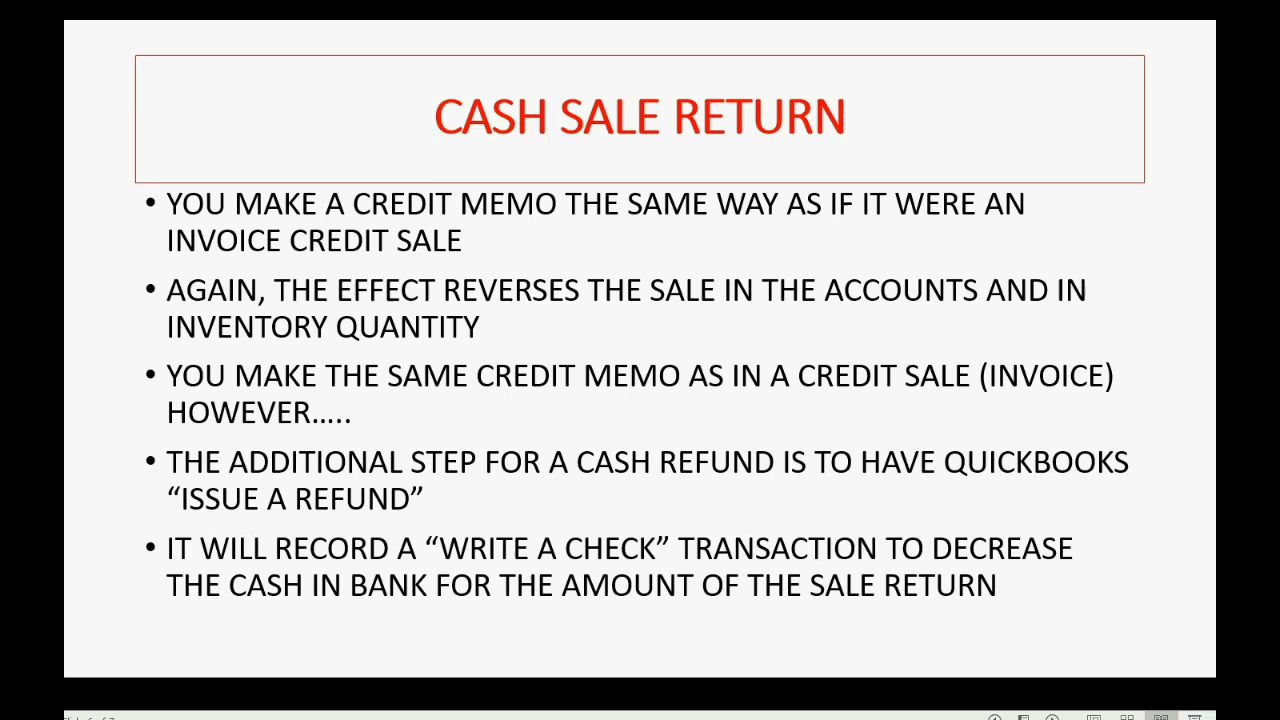 CASH SALE RETURN
• YOU MAKE A CREDIT MEMO THE SAME WAY AS IF IT WERE AN
INVOICE CREDIT SALE
• AGAIN, THE EFFECT REVERSES THE SALE IN THE ACCOUNTS AND IN
INVENTORY QUANTITY
• YOU MAKE THE SAME CREDIT MEMO AS IN A CREDIT SALE (INVOICE)
HOWEVER.....
• THE ADDITIONAL STEP FOR A CASH REFUND IS TO HAVE QUICKBOOKS
“ISSUE A REFUND”
• IT WILL RECORD A “WRITE A CHECK” TRANSACTION TO DECREASE
THE CASH IN BANK FOR THE AMOUNT OF THE SALE RETURN